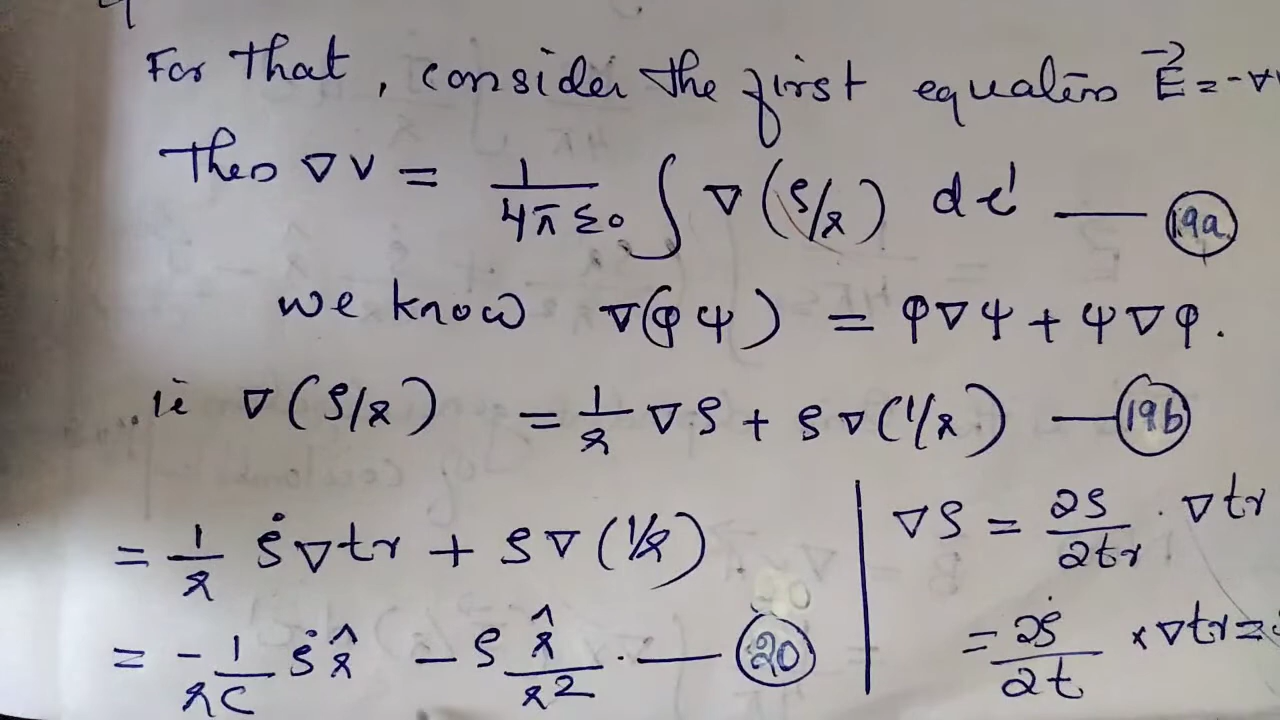 For that, consider the first equation E⃗ = -∇V
Then ∇V = 1/4πε₀ ∫ ∇(ρ/𝓇) dτ' — (19a)
we know ∇(φψ) = φ∇ψ + ψ∇φ.
ie ∇(ρ/𝓇) = 1/𝓇 ∇ρ + ρ∇(1/𝓇) — (19b)
= 1/𝓇 ρ̇∇tr + ρ∇(1/𝓇)
= -1/𝓇c ρ̇ 𝓇̂ - ρ 𝓇̂/𝓇². — (20)
∇ρ = ∂ρ/∂tr . ∇tr
= ∂ρ/∂t × ∇tr =